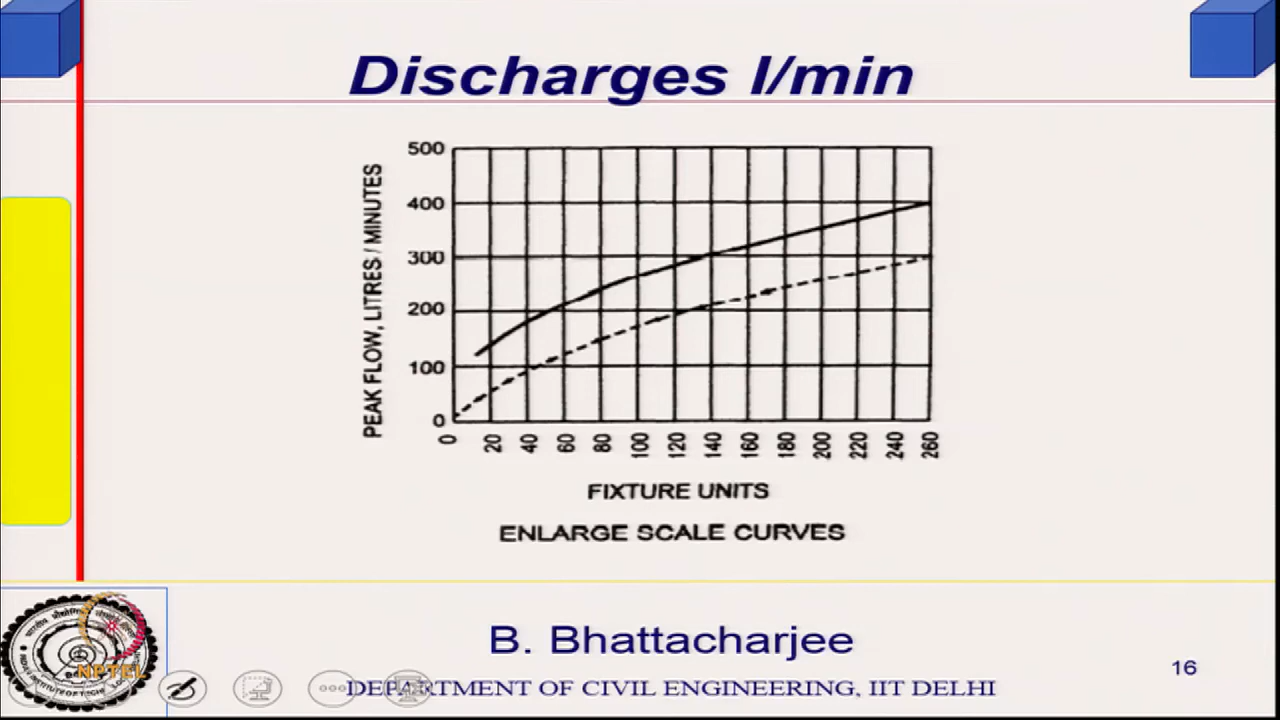 Discharges l/min
PEAK FLOW, LITRES / MINUTES
500
400
300
200
100
0
0 20 40 60 80 100 120 140 160 180 200 220 240 260
FIXTURE UNITS
ENLARGE SCALE CURVES
B. Bhattacharjee
16
NPTEL
DEPARTMENT OF CIVIL ENGINEERING, IIT DELHI